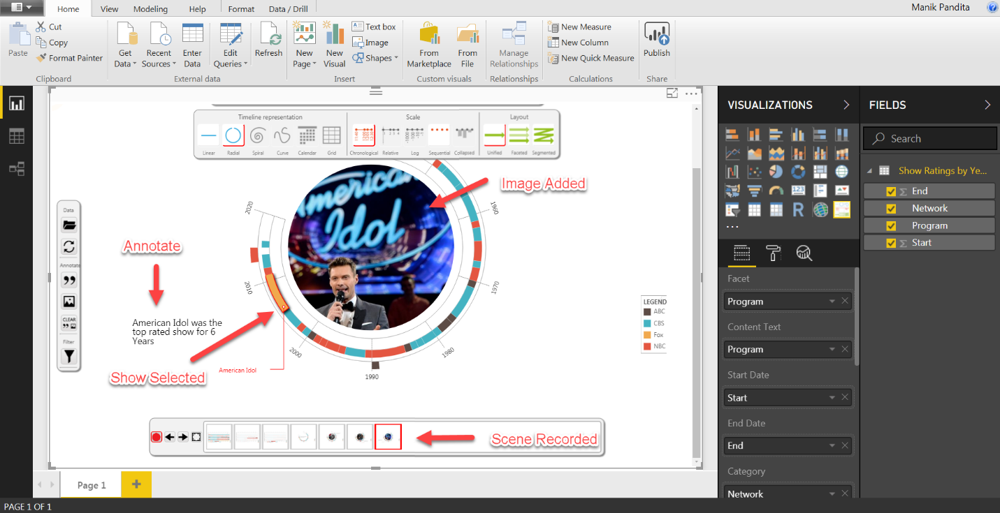 Home
View
Modeling
Help
Format
Data / Drill
Manik Pandita
Paste
Cut
Copy
Format Painter
Clipboard
Get
Data
Recent
Sources
Enter
Data
Edit
Queries
Refresh
External data
New
Page
New
Visual
Text box
Image
Shapes
Insert
From
Marketplace
From
File
Custom visuals
Manage
Relationships
Relationships
New Measure
New Column
New Quick Measure
Calculations
Publish
Share
Timeline representation
Linear
Radial
Spiral
Curve
Calendar
Grid
Scale
Chronological
Relative
Log
Sequential
Collapsed
Layout
Unified
Faceted
Segmented
Data
Annotate
CLEAR
Filter
Annotate
American Idol was the
top rated show for 6
Years
Show Selected
American Idol
American
American
Idol
Image Added
2020
2010
2000
1990
1980
1970
1960
LEGEND
ABC
CBS
Fox
NBC
Scene Recorded
Page 1
PAGE 1 OF 1
VISUALIZATIONS
123
R
Facet
Program
Content Text
Program
Start Date
Start
End Date
End
Category
Network
FIELDS
Search
Show Ratings by Ye...
Σ End
Network
Program
Σ Start